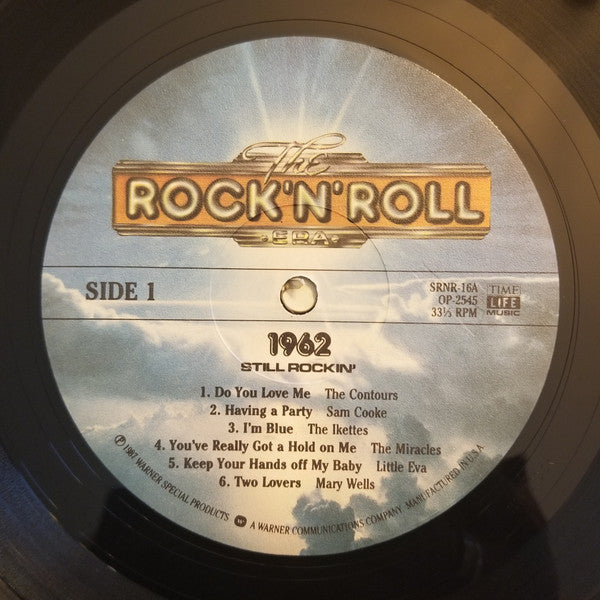 The
ROCK'N'ROLL
·ERA·
SIDE 1
SRNR-16A
OP-2545
33⅓ RPM
TIME
LIFE
MUSIC
1962
STILL ROCKIN'
1. Do You Love Me The Contours
2. Having a Party Sam Cooke
3. I'm Blue The Ikettes
4. You've Really Got a Hold on Me The Miracles
5. Keep Your Hands off My Baby Little Eva
6. Two Lovers Mary Wells
℗ 1987 WARNER SPECIAL PRODUCTS A WARNER COMMUNICATIONS COMPANY. MANUFACTURED IN U.S.A